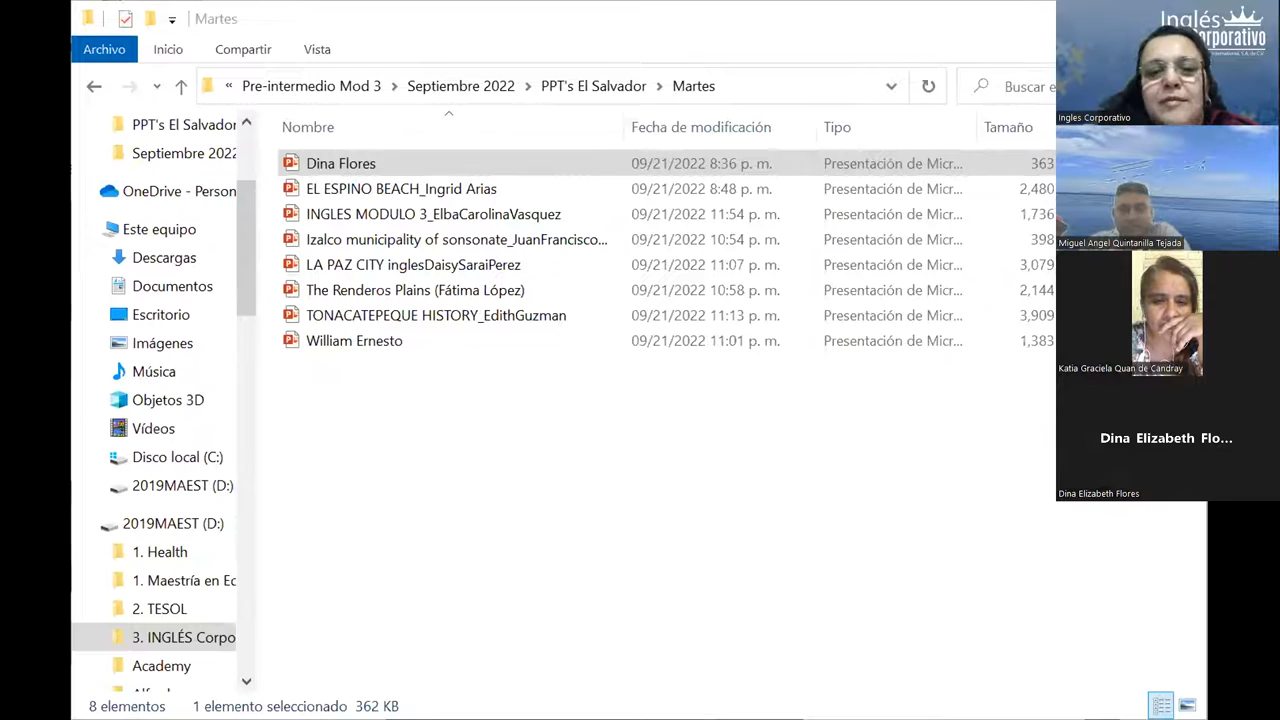 Martes
Archivo Inicio Compartir Vista
« Pre-intermedio Mod 3 > Septiembre 2022 > PPT's El Salvador > Martes
Buscar e
Nombre Fecha de modificación Tipo Tamaño
Dina Flores 09/21/2022 8:36 p. m. Presentación de Micr... 363
EL ESPINO BEACH_Ingrid Arias 09/21/2022 8:48 p. m. Presentación de Micr... 2,480
INGLES MODULO 3_ElbaCarolinaVasquez 09/21/2022 11:54 p. m. Presentación de Micr... 1,736
Izalco municipality of sonsonate_JuanFrancisco... 09/21/2022 10:54 p. m. Presentación de Micr... 398
LA PAZ CITY inglesDaisySaraiPerez 09/21/2022 11:07 p. m. Presentación de Micr... 3,079
The Renderos Plains (Fátima López) 09/21/2022 10:58 p. m. Presentación de Micr... 2,144
TONACATEPEQUE HISTORY_EdithGuzman 09/21/2022 11:13 p. m. Presentación de Micr... 3,909
William Ernesto 09/21/2022 11:01 p. m. Presentación de Micr... 1,383
PPT's El Salvador
Septiembre 2022
OneDrive - Person
Este equipo
Descargas
Documentos
Escritorio
Imágenes
Música
Objetos 3D
Vídeos
Disco local (C:)
2019MAEST (D:)
2019MAEST (D:)
1. Health
1. Maestría en Ec
2. TESOL
3. INGLÉS Corpo
Academy
8 elementos 1 elemento seleccionado 362 KB
Inglés
Corporativo
Ingles Corporativo
Miguel Angel Quintanilla Tejada
Katia Graciela Quan de Candray
Dina Elizabeth Flo...
Dina Elizabeth Flores